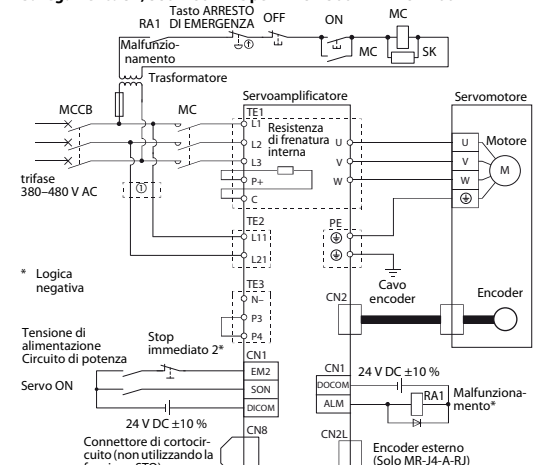 Tasto ARRESTO
DI EMERGENZA
OFF
ON
MC
RA1
Malfunzio-
namento
MC
SK
Trasformatore
MCCB
MC
Servoamplificatore
Servomotore
TE1
L1
Resistenza
di frenatura
interna
L2
L3
P+
C
U
V
W
U
V
W
Motore
M
trifase
380–480 V AC
①
①
TE2
L11
L21
PE
* Logica
negativa
Cavo
encoder
TE3
N–
P3
P4
CN2
Encoder
Tensione di
alimentazione
Circuito di potenza
Stop
immediato 2*
Servo ON
CN1
EM2
SON
DICOM
24 V DC ±10 %
CN1
24 V DC ±10 %
DOCOM
ALM
RA1
Malfunziona-
mento*
CN8
Connettore di cortocir-
cuito (non utilizzando la
CN2L
Encoder esterno
(Solo MR-J4-A-RJ)